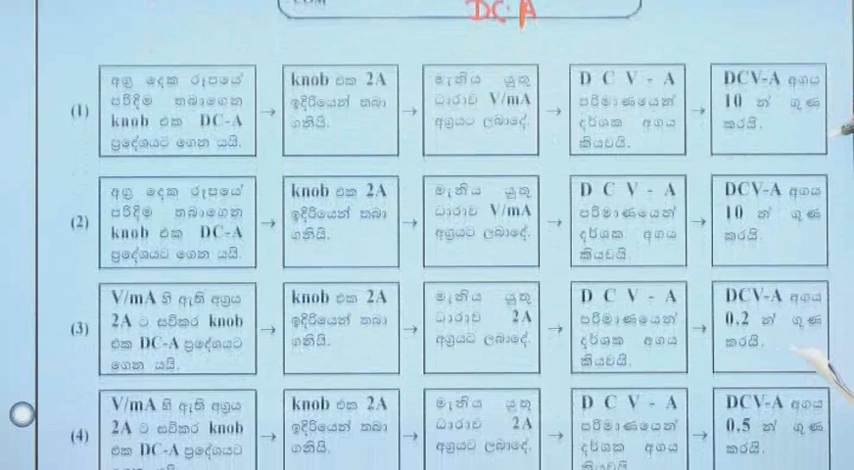 DC-A
(1)
අග්‍ර දෙක රූපයේ
පරිදිම තබාගෙන
knob එක DC-A
ප්‍රදේශයට ගෙන යයි.
knob එක 2A
ඉදිරියෙන් තබා
ගනියි.
මැනිය යුතු
ධාරාව V/mA
අග්‍රයට ලබාදේ.
D C V - A
පරිමාණයෙන්
දර්ශක අගය
කියවයි.
DCV-A අගය
10 න් ගුණ
කරයි.
(2)
අග්‍ර දෙක රූපයේ
පරිදිම තබාගෙන
knob එක DC-A
ප්‍රදේශයට ගෙන යයි.
knob එක 2A
ඉදිරියෙන් තබා
ගනියි.
මැනිය යුතු
ධාරාව V/mA
අග්‍රයට ලබාදේ.
D C V - A
පරිමාණයෙන්
දර්ශක අගය
කියවයි
DCV-A අගය
10 න් ගුණ
කරයි.
(3)
V/mA හි ඇති අග්‍රය
2A ට සවිකර knob
එක DC-A ප්‍රදේශයට
ගෙන යයි.
knob එක 2A
ඉදිරියෙන් තබා
ගනියි.
මැනිය යුතු
ධාරාව 2A
අග්‍රයට ලබාදේ.
D C V - A
පරිමාණයෙන්
දර්ශක අගය
කියවයි.
DCV-A අගය
0.2 න් ගුණ
කරයි.
(4)
V/mA හි ඇති අග්‍රය
2A ට සවිකර knob
එක DC-A ප්‍රදේශයට
knob එක 2A
ඉදිරියෙන් තබා
ගනියි.
මැනිය යුතු
ධාරාව 2A
අග්‍රයට ලබාදේ.
D C V - A
පරිමාණයෙන්
දර්ශක අගය
DCV-A අගය
0.5 න් ගුණ
කරයි.